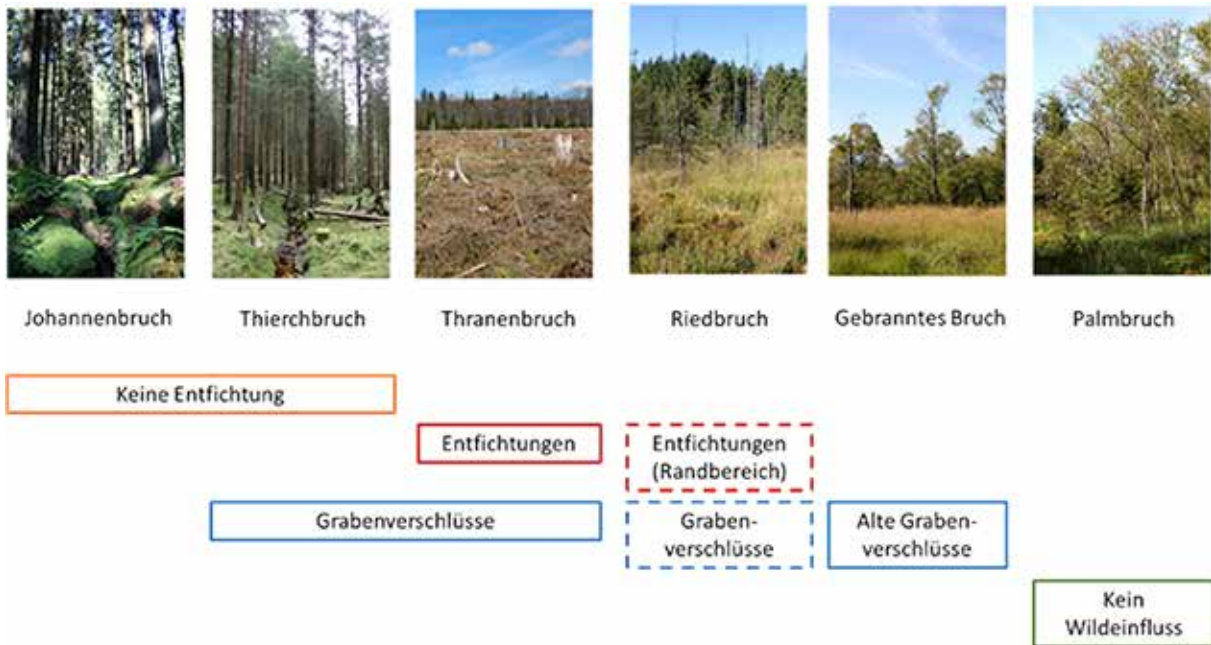 Johannenbruch
Thierchbruch
Thranenbruch
Riedbruch
Gebranntes Bruch
Palmbruch
Keine Entfichtung
Entfichtungen
Entfichtungen
(Randbereich)
Grabenverschlüsse
Graben-
verschlüsse
Alte Graben-
verschlüsse
Kein
Wildeinfluss